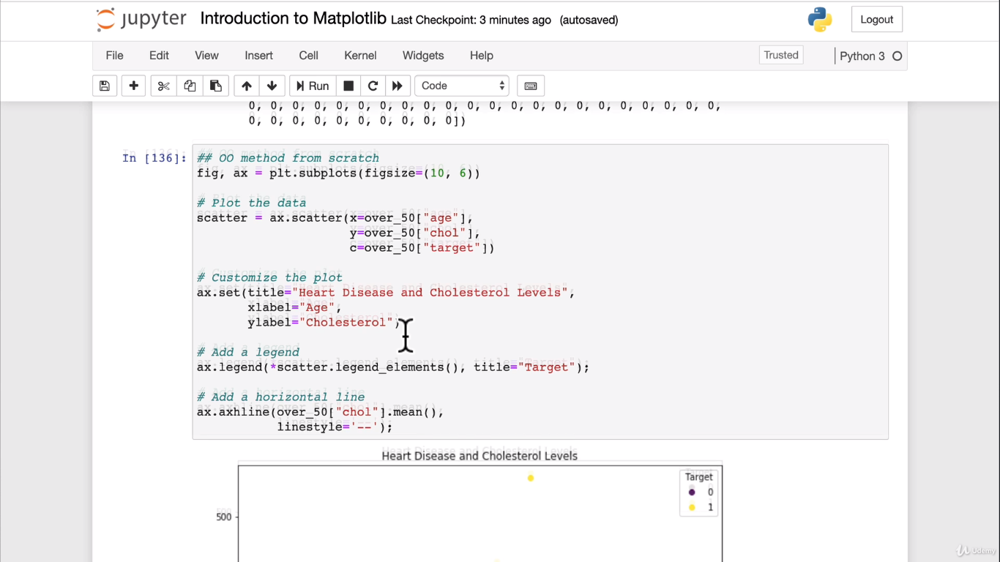 jupyter Introduction to Matplotlib Last Checkpoint: 3 minutes ago (autosaved) Logout
File Edit View Insert Cell Kernel Widgets Help Trusted Python 3
Run Code
0, 0, 0, 0, 0, 0, 0, 0, 0, 0, 0, 0, 0, 0, 0, 0, 0, 0, 0, 0, 0, 0,
0, 0, 0, 0, 0, 0, 0, 0, 0, 0])
In [136]: ## OO method from scratch
fig, ax = plt.subplots(figsize=(10, 6))
# Plot the data
scatter = ax.scatter(x=over_50["age"],
y=over_50["chol"],
c=over_50["target"])
# Customize the plot
ax.set(title="Heart Disease and Cholesterol Levels",
xlabel="Age",
ylabel="Cholesterol")
# Add a legend
ax.legend(*scatter.legend_elements(), title="Target");
# Add a horizontal line
ax.axhline(over_50["chol"].mean(),
linestyle='--');
Heart Disease and Cholesterol Levels
Target
0
1
500
Udemy